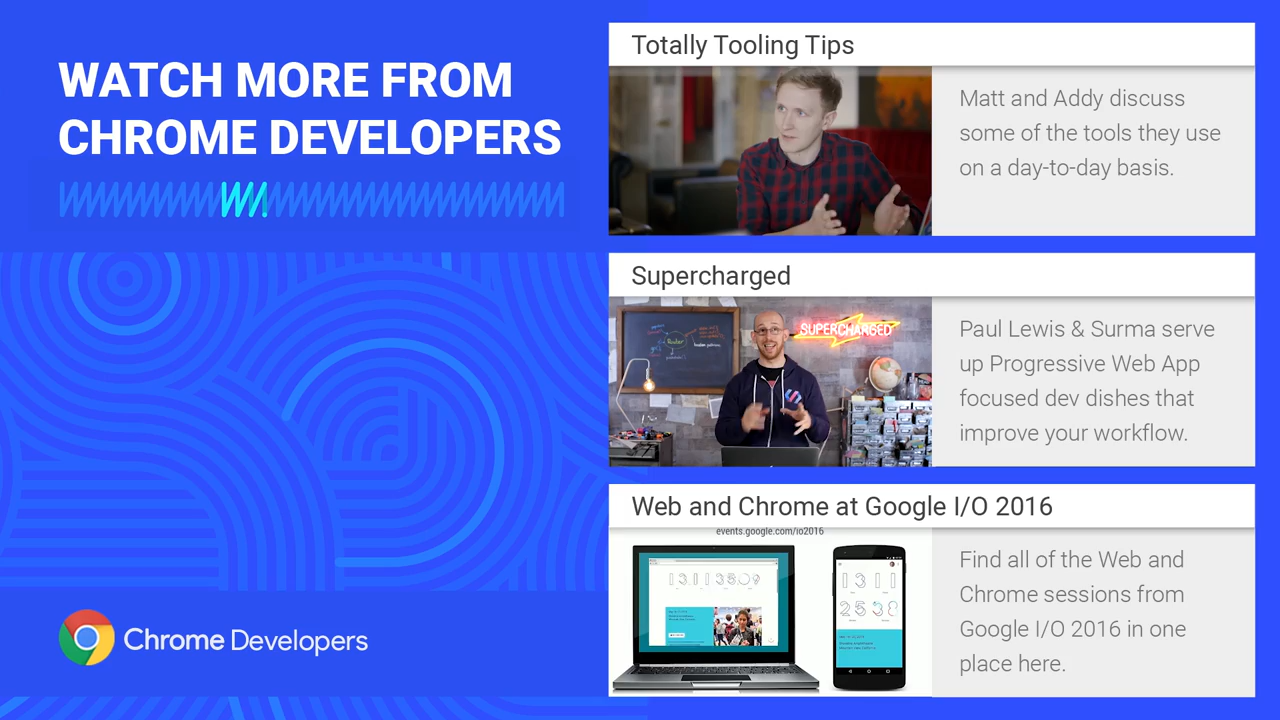 WATCH MORE FROM
CHROME DEVELOPERS
Chrome Developers
Totally Tooling Tips
Matt and Addy discuss
some of the tools they use
on a day-to-day basis.
Supercharged
SUPERCHARGED
Router
Paul Lewis & Surma serve
up Progressive Web App
focused dev dishes that
improve your workflow.
Web and Chrome at Google I/O 2016
events.google.com/io2016
Find all of the Web and
Chrome sessions from
Google I/O 2016 in one
place here.